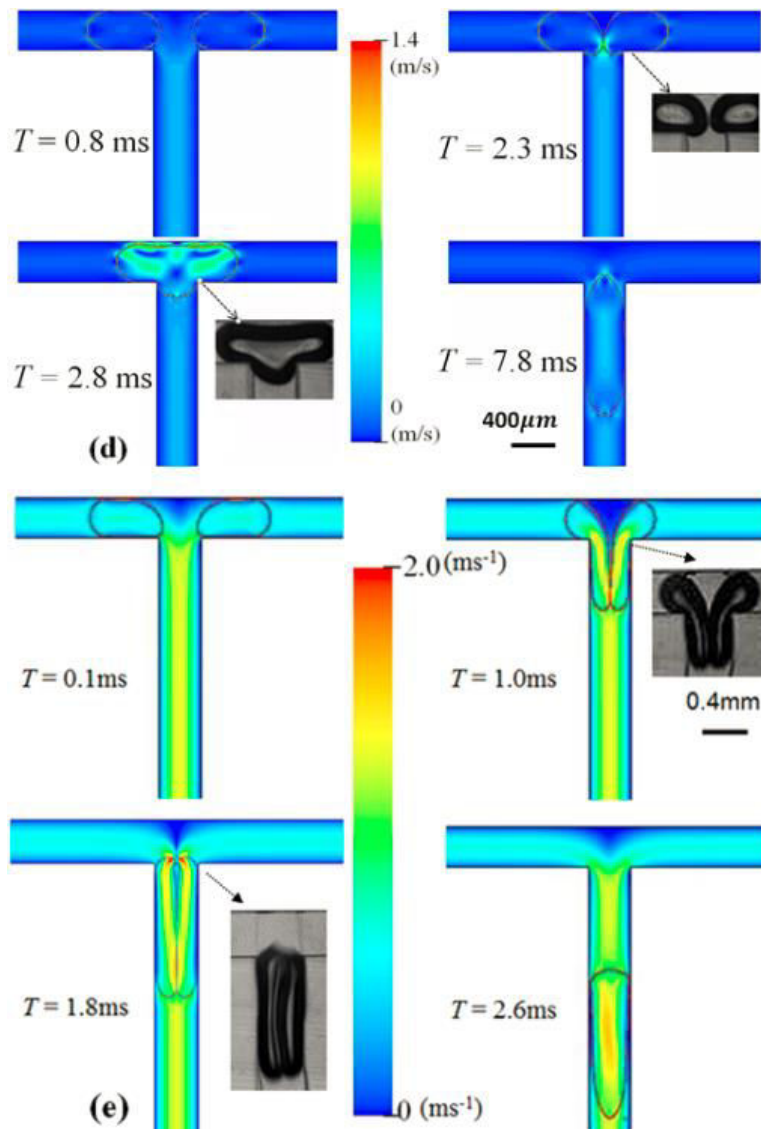 1.4
(m/s)
T = 0.8 ms
T = 2.3 ms
T = 2.8 ms
T = 7.8 ms
0
(m/s)
400μm
(d)
2.0 (ms⁻¹)
T = 0.1ms
T = 1.0ms
0.4mm
T = 1.8ms
T = 2.6ms
(e)
0 (ms⁻¹)